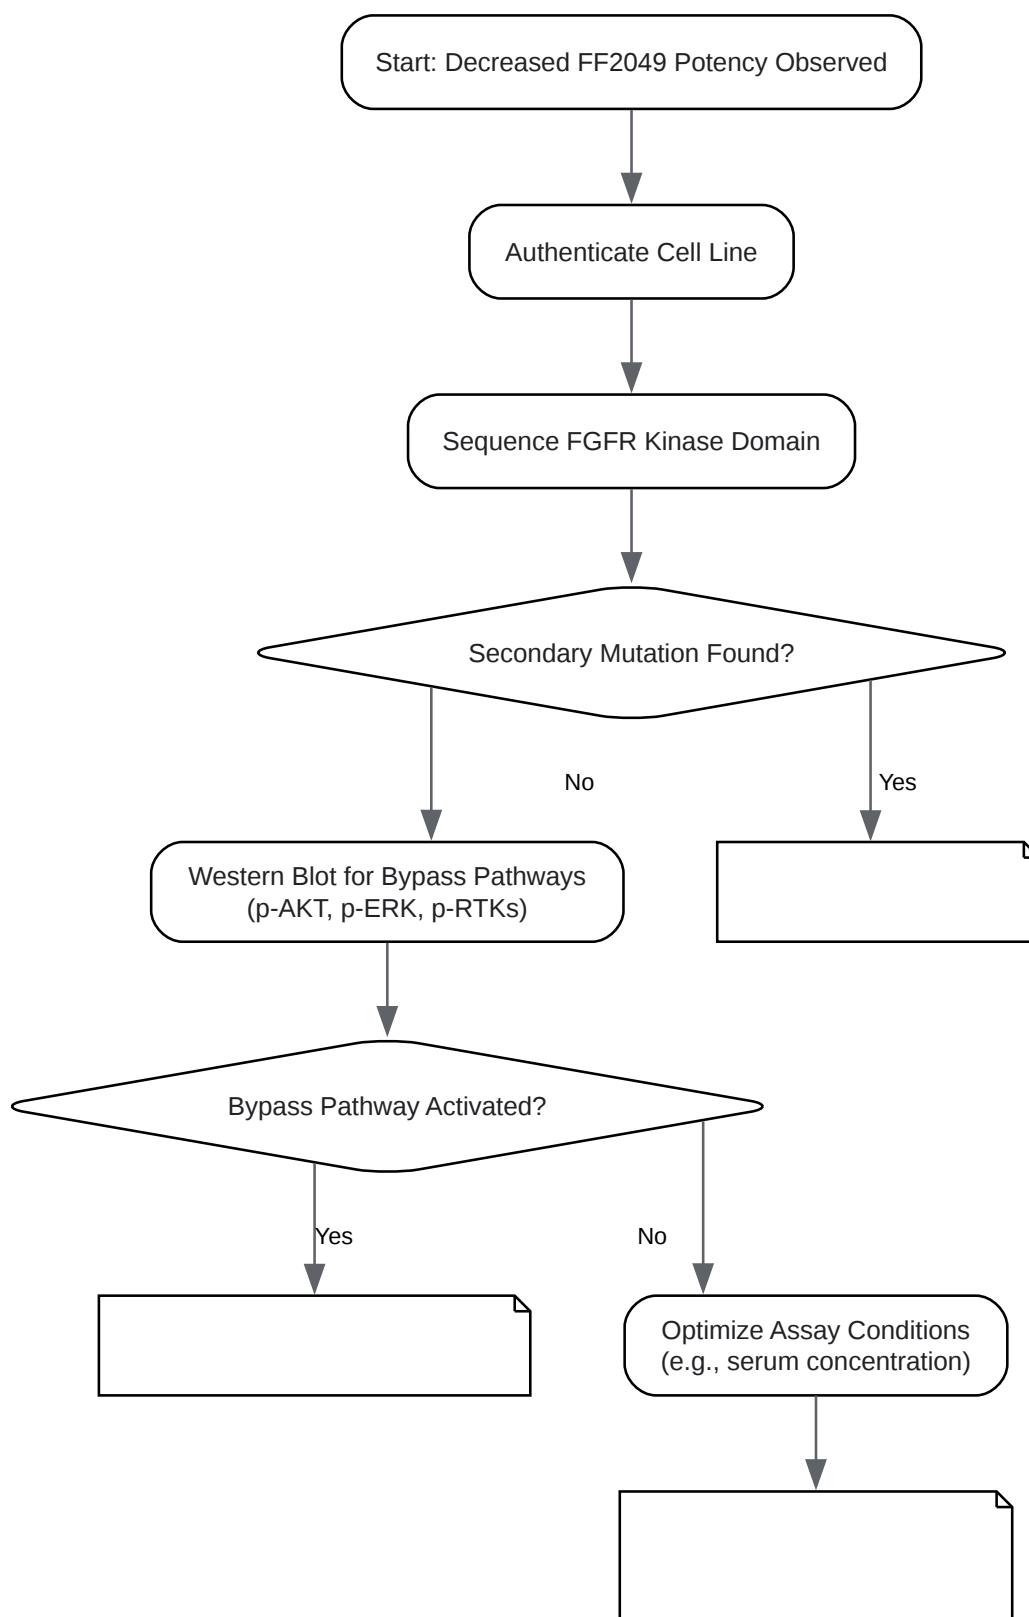 Start: Decreased FF2049 Potency Observed
Authenticate Cell Line
Sequence FGFR Kinase Domain
Secondary Mutation Found?
No
Yes
Western Blot for Bypass Pathways
(p-AKT, p-ERK, p-RTKs)
Bypass Pathway Activated?
Yes
No
Optimize Assay Conditions
(e.g., serum concentration)